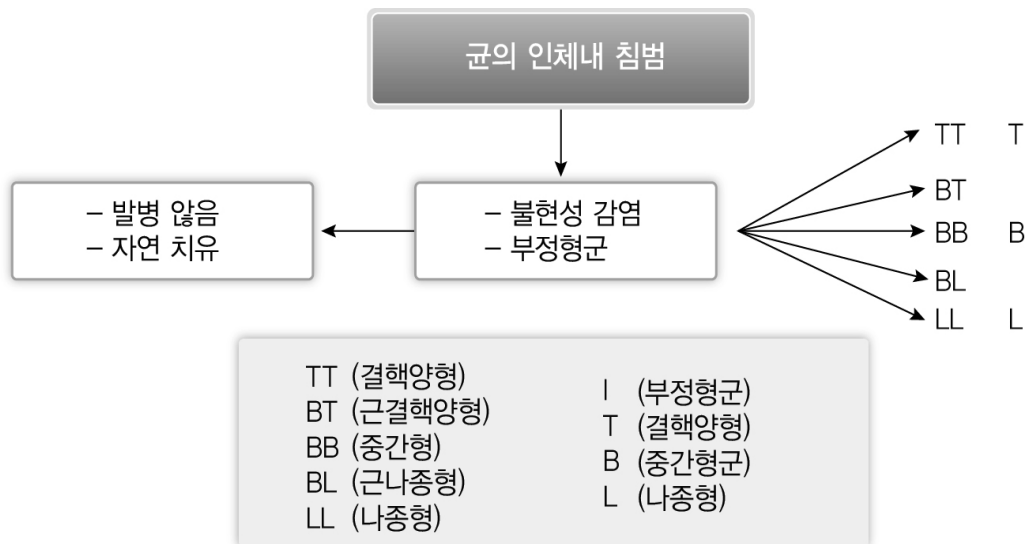 균의 인체내 침범
– 발병 않음
– 자연 치유
– 불현성 감염
– 부정형군
TT T
BT
BB B
BL
LL L
TT (결핵양형)
BT (근결핵양형)
BB (중간형)
BL (근나종형)
LL (나종형)
I (부정형군)
T (결핵양형)
B (중간형군)
L (나종형)